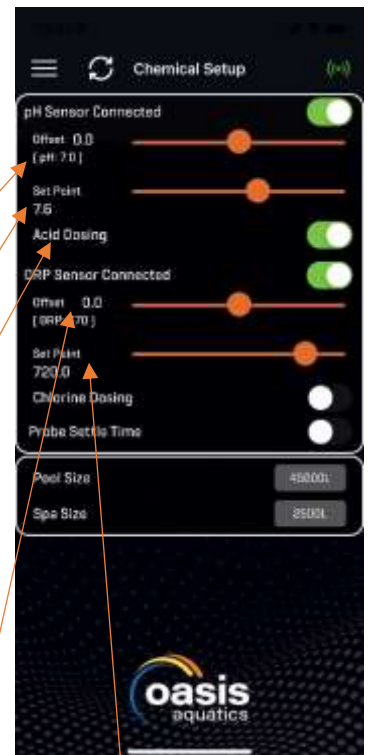 Chemical Setup
pH Sensor Connected
Offset 0.0
( pH: 7.0 )
Set Point
7.6
Acid Dosing
ORP Sensor Connected
Offset 0.0
Set Point
720.0
Chlorine Dosing
Probe Settle Time
Pool Size 45000L
Spa Size 2500L
oasis
aquatics